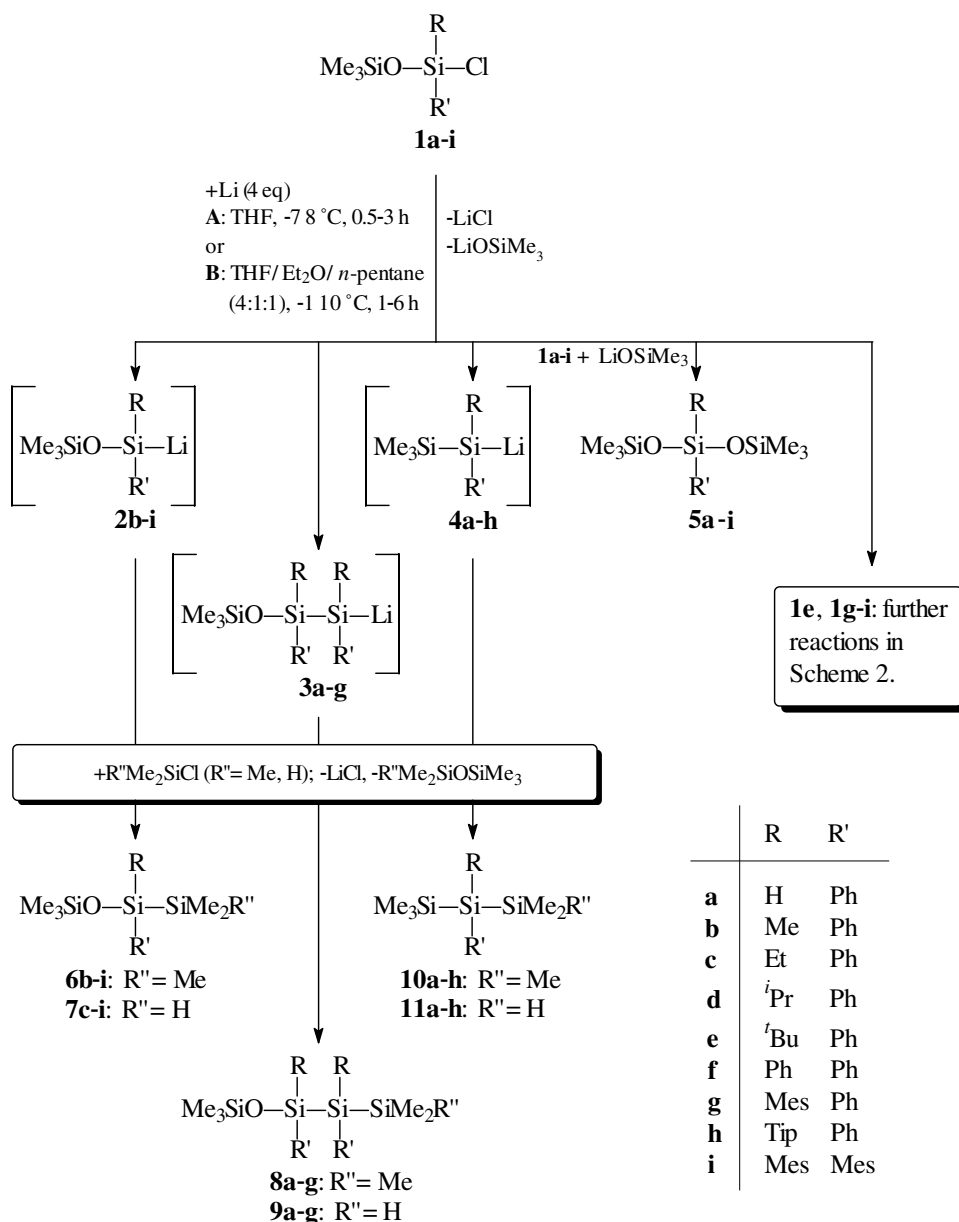 R
Me3SiO—Si—Cl
R'
1a-i
+Li (4 eq)
A: THF, -7 8 ˚C, 0.5-3 h
or
B: THF/ Et2O/ n-pentane
(4:1:1), -1 10 ˚C, 1-6 h
-LiCl
-LiOSiMe3
1a-i + LiOSiMe3
R
Me3SiO—Si—Li
R'
2b-i
R
Me3Si—Si—Li
R'
4a-h
R
Me3SiO—Si—OSiMe3
R'
5a-i
R R
Me3SiO—Si—Si—Li
R' R'
3a-g
1e, 1g-i: further
reactions in
Scheme 2.
+R''Me2SiCl (R''= Me, H); -LiCl, -R''Me2SiOSiMe3
R
Me3SiO—Si—SiMe2R''
R'
6b-i: R''= Me
7c-i: R''= H
R
Me3Si—Si—SiMe2R''
R'
10a-h: R''= Me
11a-h: R''= H
R R
Me3SiO—Si—Si—SiMe2R''
R' R'
8a-g: R''= Me
9a-g: R''= H
R R'
a H Ph
b Me Ph
c Et Ph
d iPr Ph
e tBu Ph
f Ph Ph
g Mes Ph
h Tip Ph
i Mes Mes